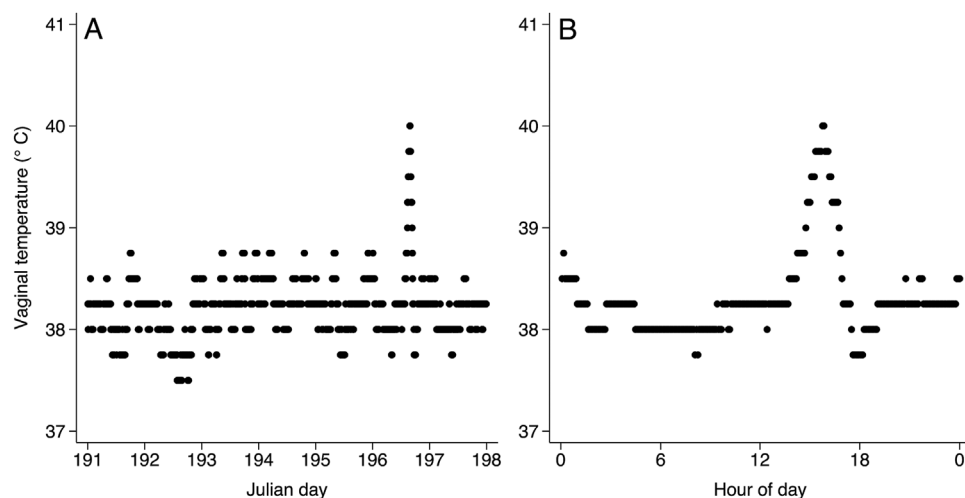 A
B
Vaginal temperature (° C)
41
40
39
38
37
191 192 193 194 195 196 197 198
Julian day
41
40
39
38
37
0 6 12 18 0
Hour of day